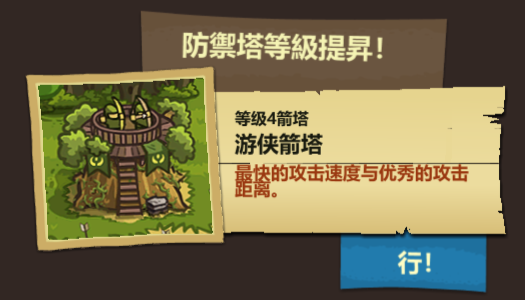 防禦塔等級提昇！
等级4箭塔
游侠箭塔
最快的攻击速度与优秀的攻击
距离。
行！